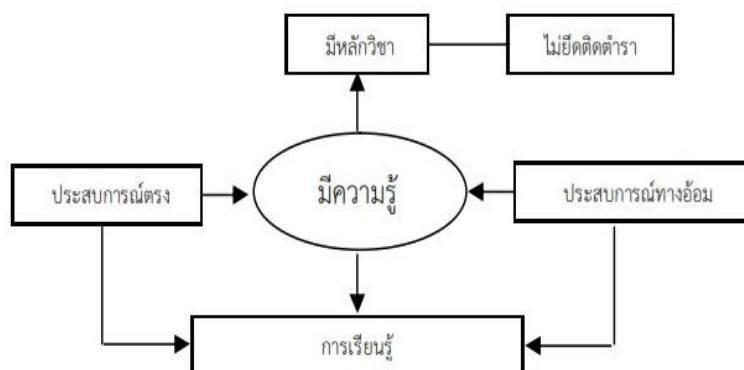 มีหลักวิชา
ไม่ยึดติดตำรา
ประสบการณ์ตรง
มีความรู้
ประสบการณ์ทางอ้อม
การเรียนรู้